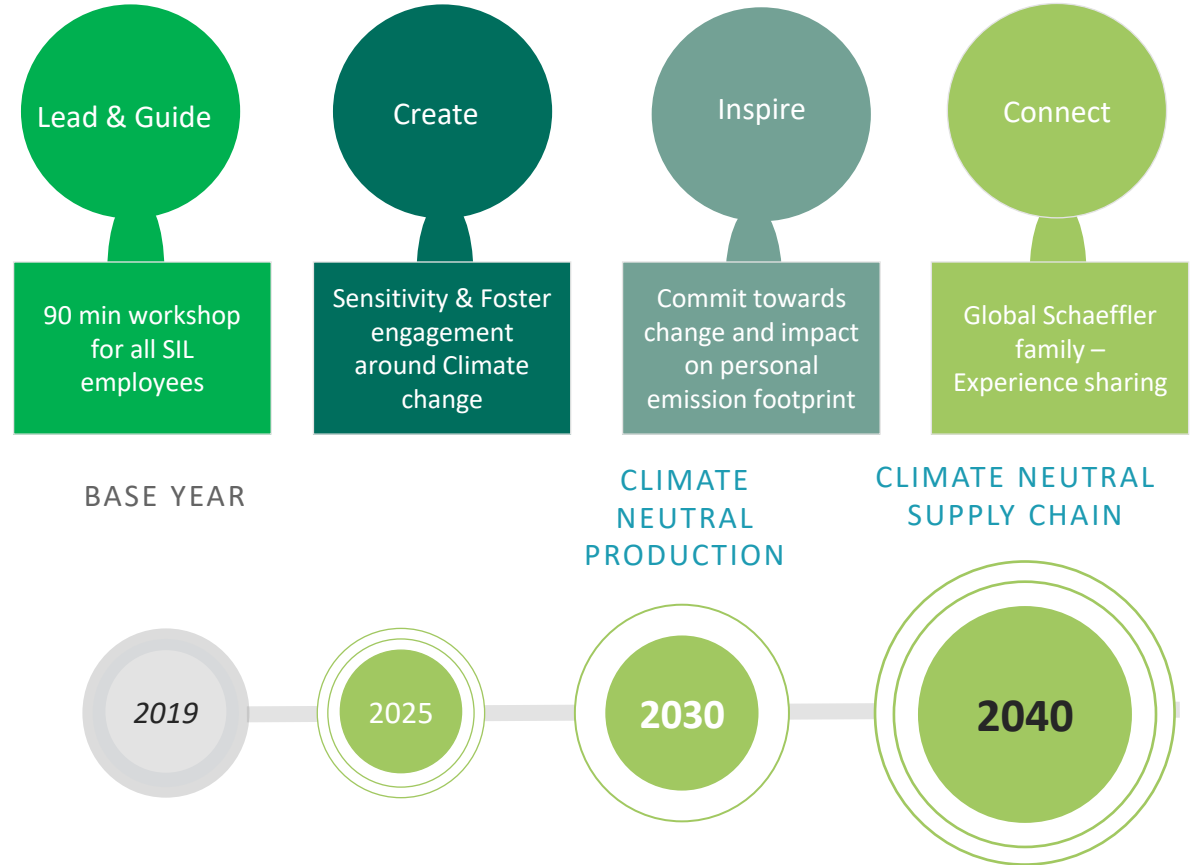 Lead & Guide
Create
Inspire
Connect
90 min workshop
for all SIL
employees
Sensitivity & Foster
engagement
around Climate
change
Commit towards
change and impact
on personal
emission footprint
Global Schaeffler
family –
Experience sharing
BASE YEAR
CLIMATE
NEUTRAL
PRODUCTION
CLIMATE NEUTRAL
SUPPLY CHAIN
2019
2025
2030
2040